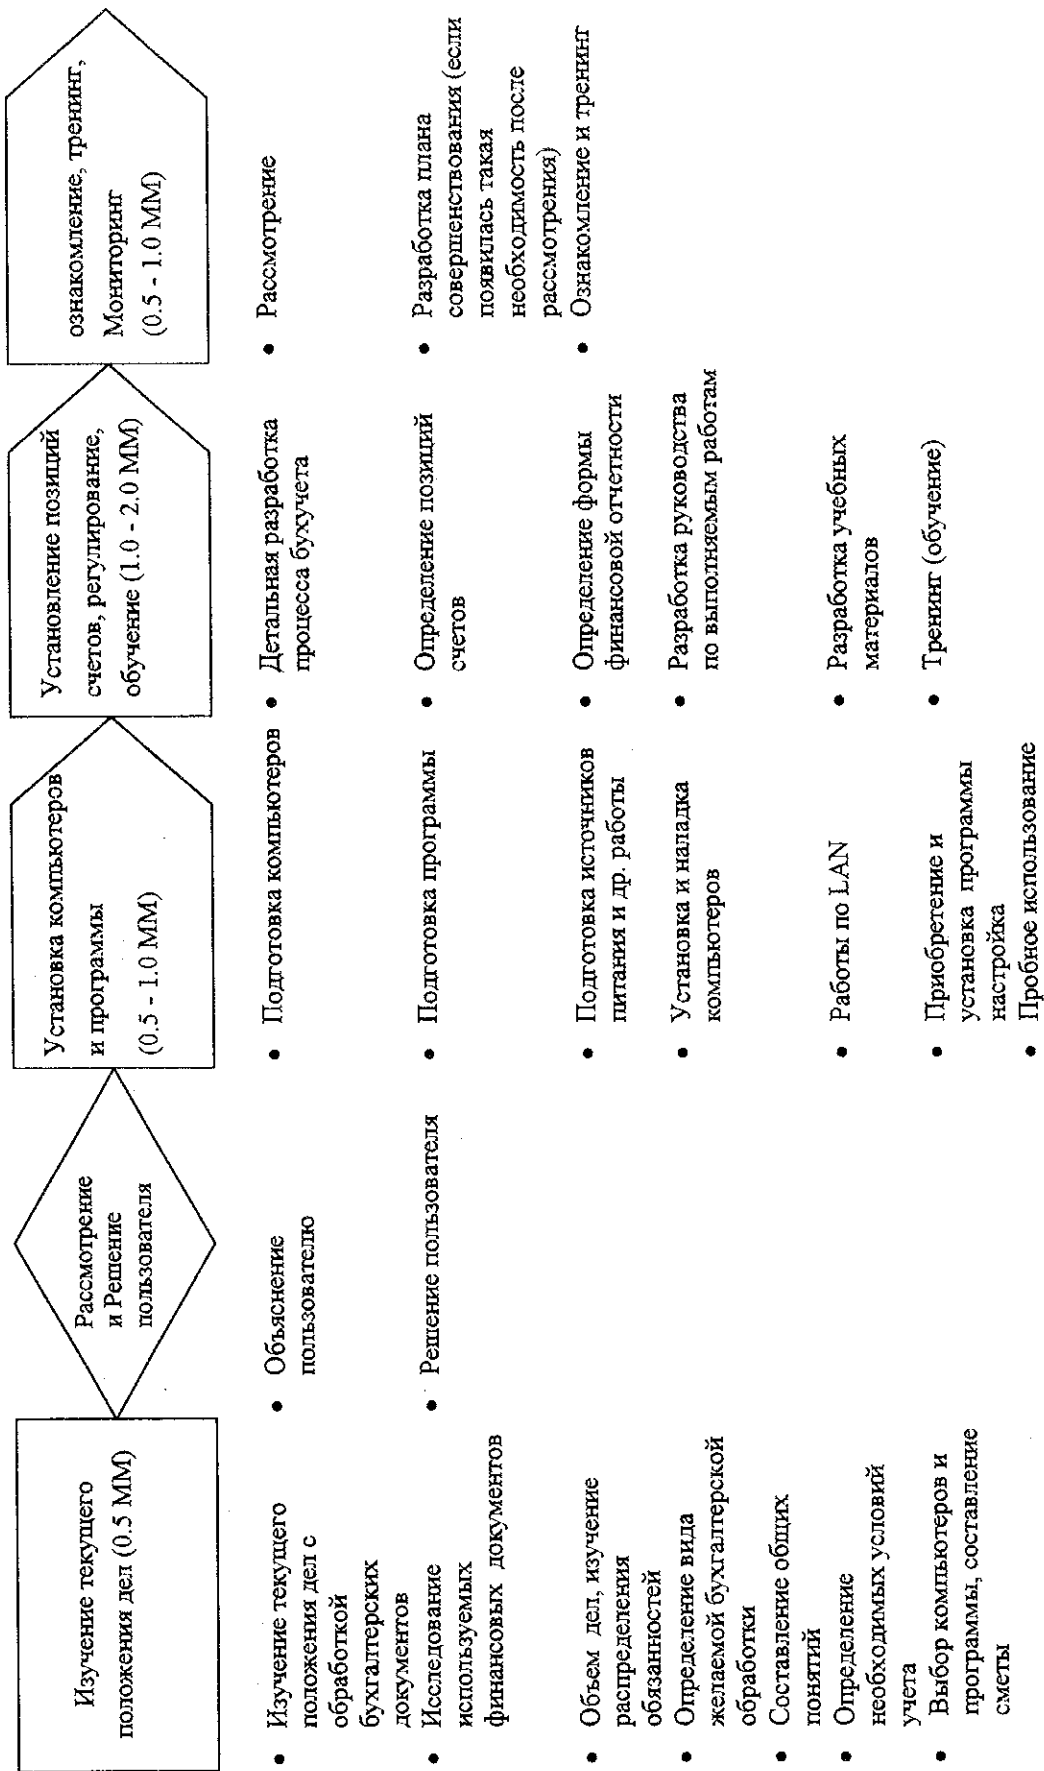 Изучение текущего
положения дел (0.5 ММ)
Рассмотрение
и Решение
пользователя
Установка компьютеров
и программы
(0.5 - 1.0 ММ)
Установление позиций
счетов, регулирование,
обучение (1.0 - 2.0 ММ)
ознакомление, тренинг,
Мониторинг
(0.5 - 1.0 ММ)
• Изучение текущего
положения дел с
обработкой
бухгалтерских
документов
• Исследование
используемых
финансовых документов
• Объем дел, изучение
распределения
обязанностей
• Определение вида
желаемой бухгалтерской
обработки
• Составление общих
понятий
• Определение
необходимых условий
учета
• Выбор компьютеров и
программы, составление
сметы
• Объяснение
пользователю
• Решение пользователя
• Подготовка компьютеров
• Подготовка программы
• Подготовка источников
питания и др. работы
• Установка и наладка
компьютеров
• Работы по LAN
• Приобретение и
установка программы
настройка
• Пробное использование
• Детальная разработка
процесса бухучета
• Определение позиций
счетов
• Определение формы
финансовой отчетности
• Разработка руководства
по выполняемым работам
• Разработка учебных
материалов
• Тренинг (обучение)
• Рассмотрение
• Разработка плана
совершенствования (если
появилась такая
необходимость после
рассмотрения)
• Ознакомление и тренинг